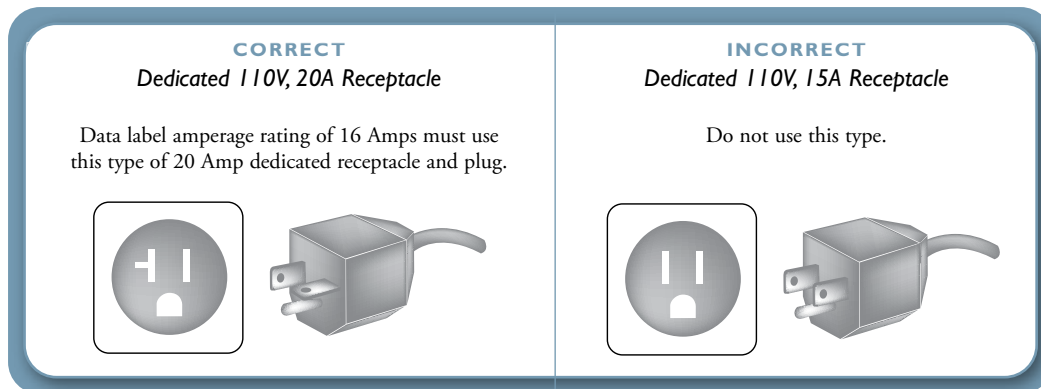 CORRECT
Dedicated 110V, 20A Receptacle
Data label amperage rating of 16 Amps must use
this type of 20 Amp dedicated receptacle and plug.
INCORRECT
Dedicated 110V, 15A Receptacle
Do not use this type.